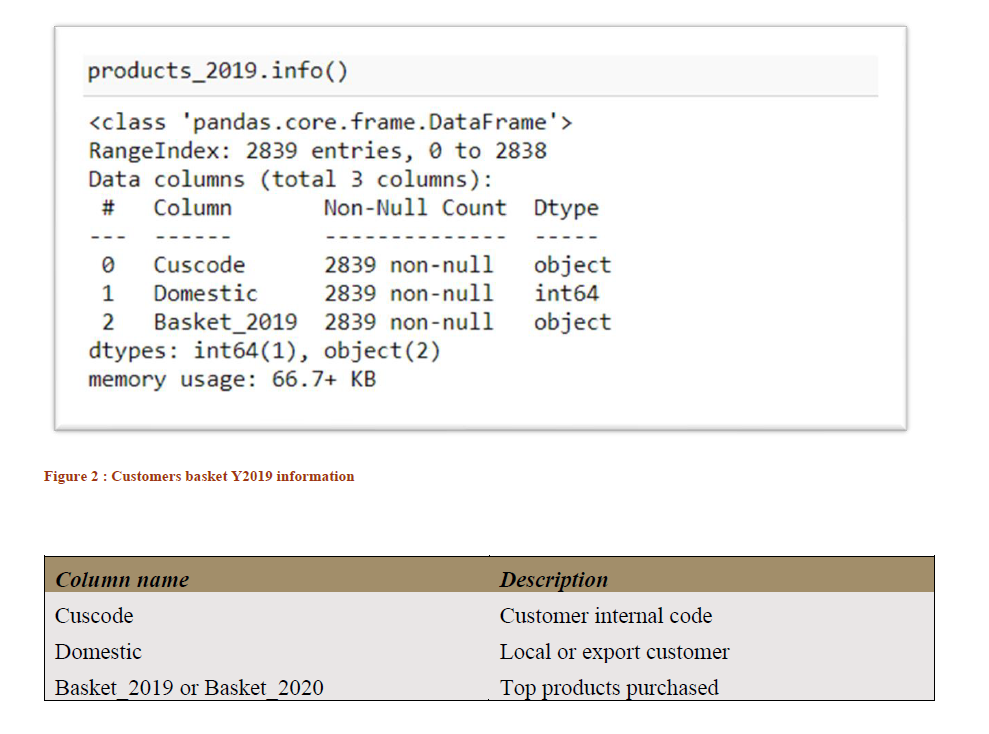 products_2019.info()
<class 'pandas.core.frame.DataFrame'>
RangeIndex: 2839 entries, 0 to 2838
Data columns (total 3 columns):
# Column Non-Null Count Dtype
--- ------ -------------- -----
0 Cuscode 2839 non-null object
1 Domestic 2839 non-null int64
2 Basket_2019 2839 non-null object
dtypes: int64(1), object(2)
memory usage: 66.7+ KB
Figure 2 : Customers basket Y2019 information
Column name Description
Cuscode Customer internal code
Domestic Local or export customer
Basket_2019 or Basket_2020 Top products purchased